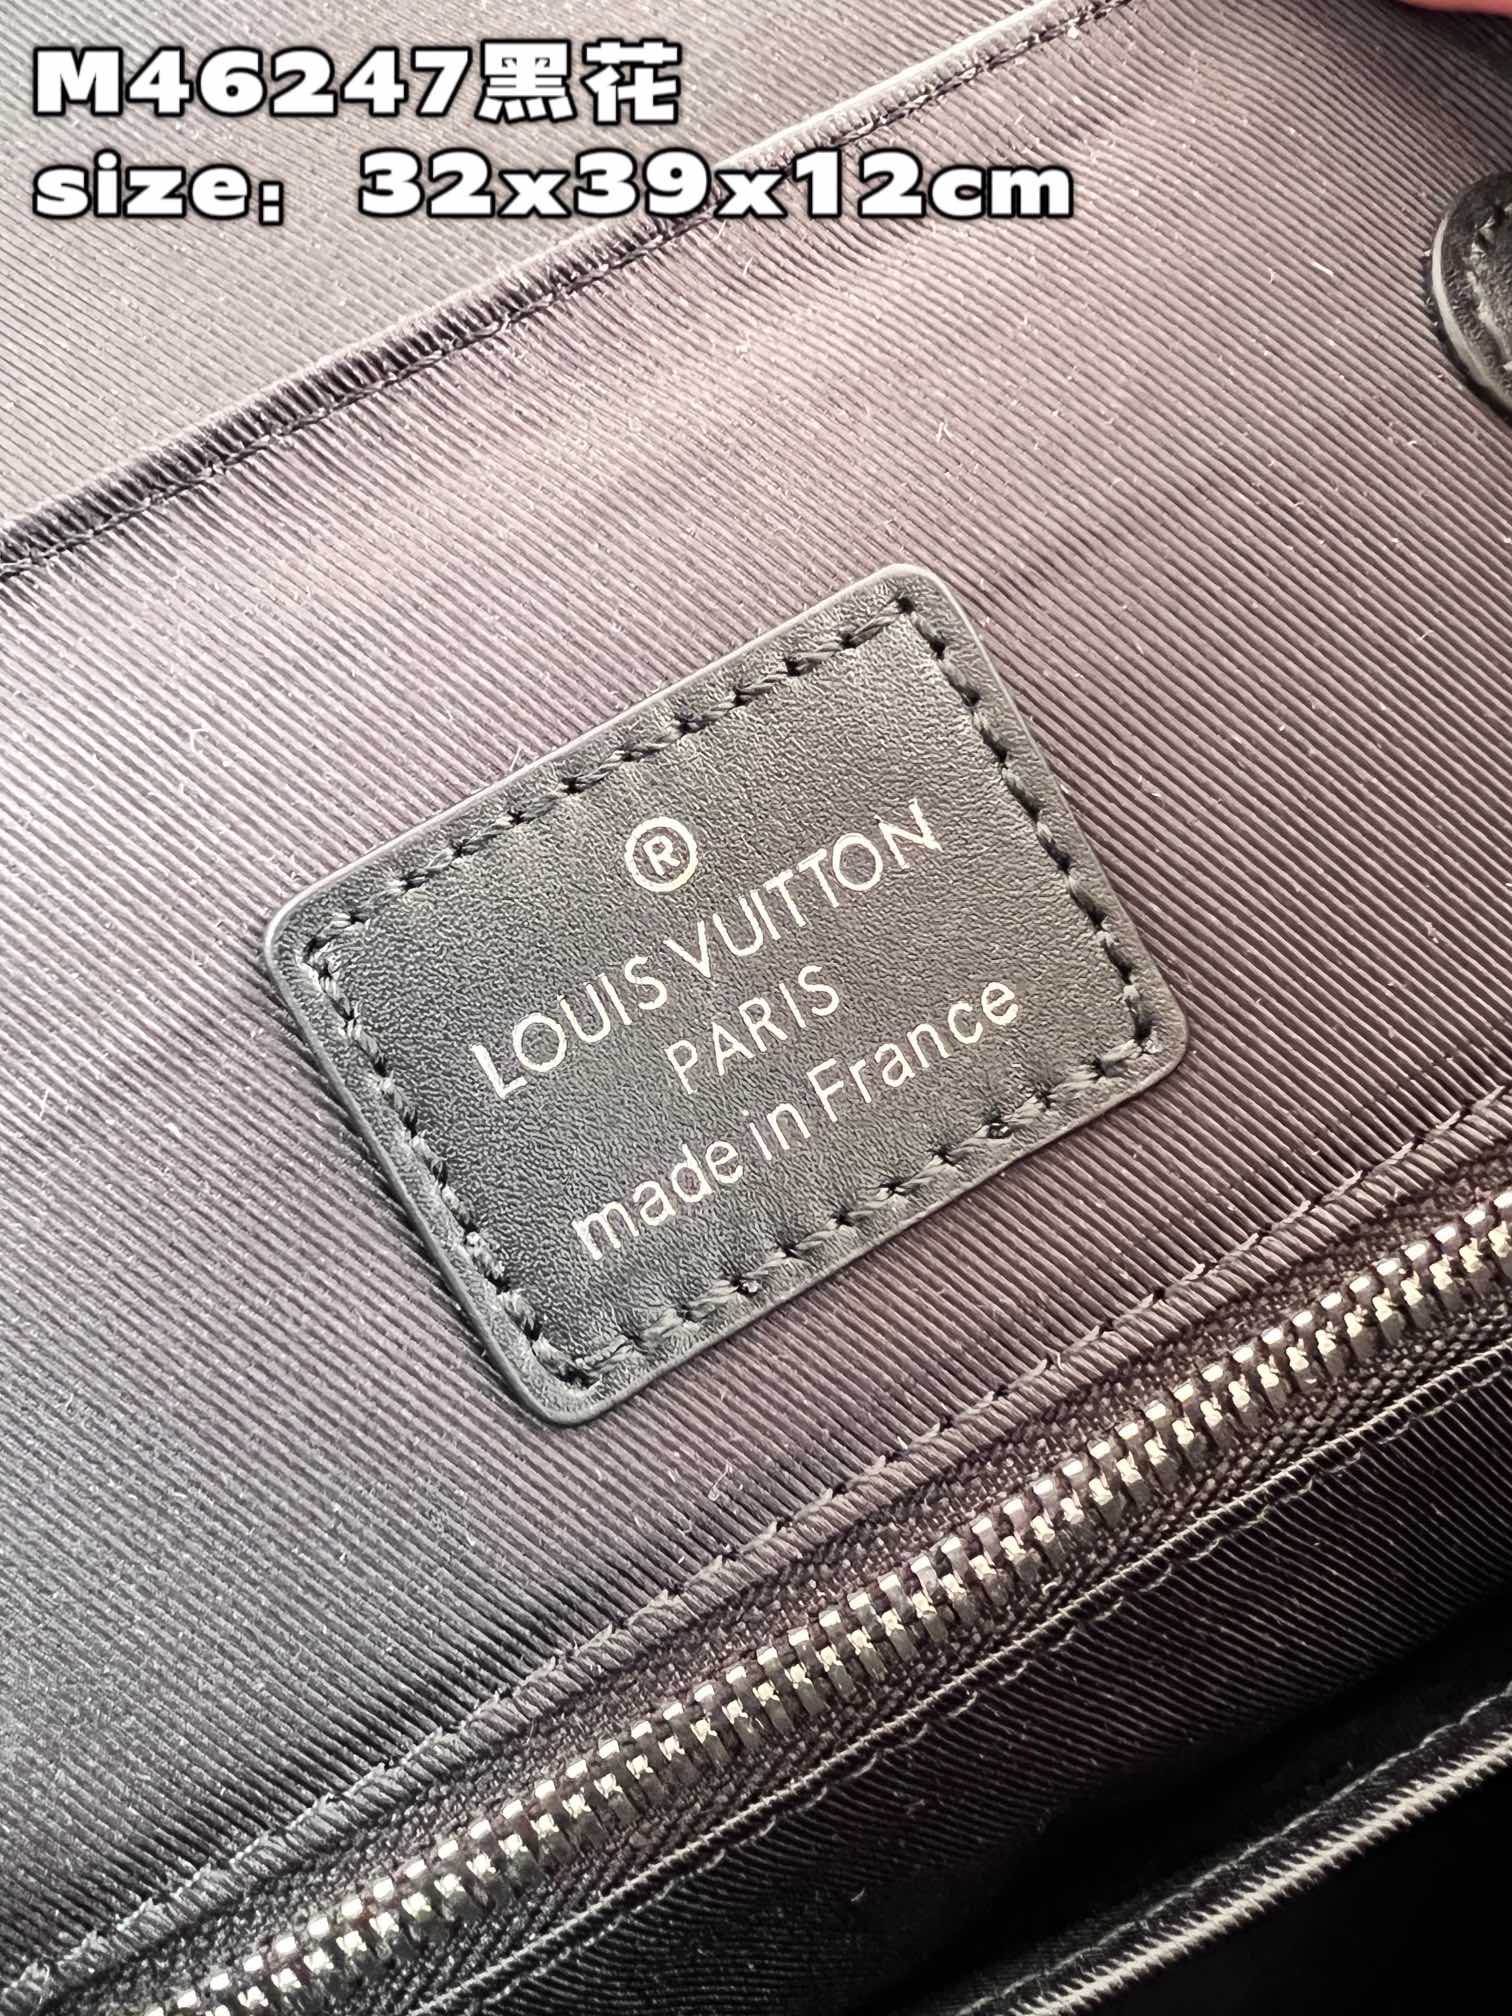 M46247黑花
size：32x39x12cm
®
LOUIS VUITTON
PARIS
made in France